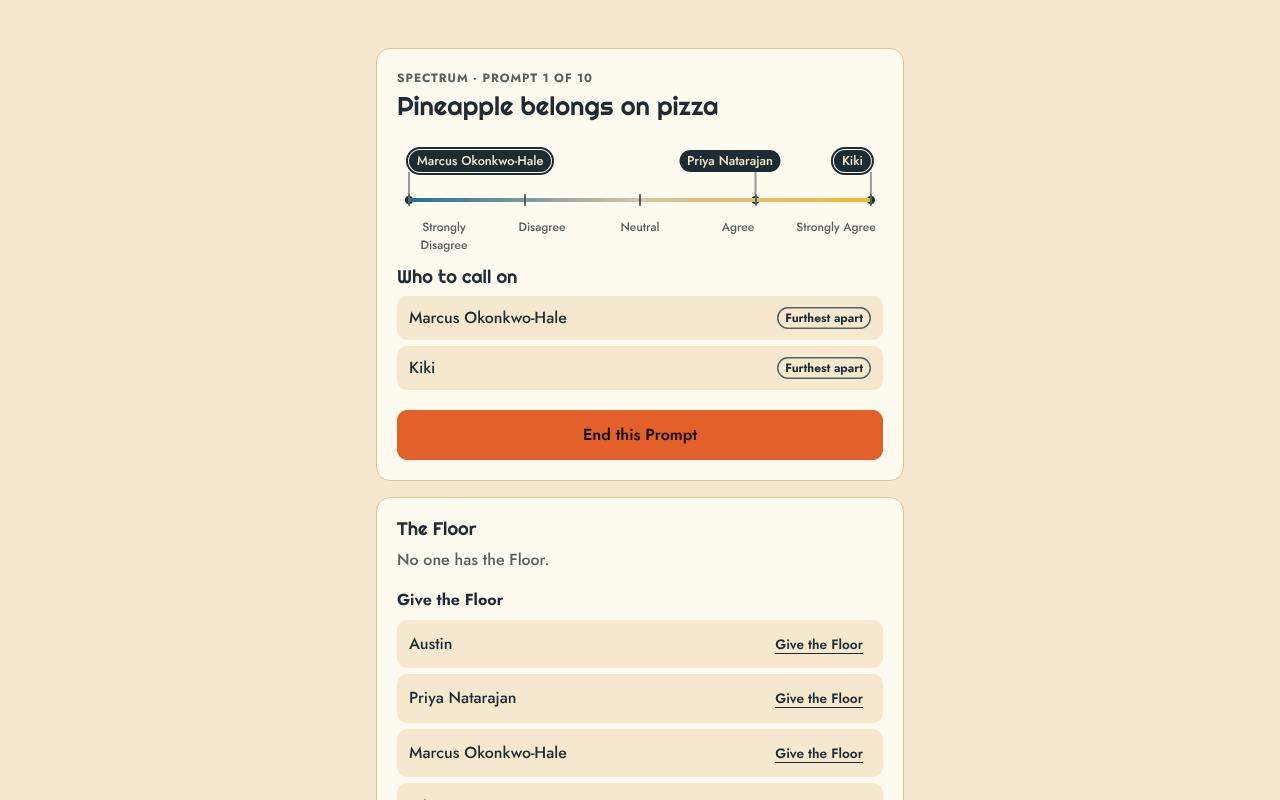 SPECTRUM · PROMPT 1 OF 10
Pineapple belongs on pizza
Marcus Okonkwo-Hale Priya Natarajan Kiki
Strongly Disagree Neutral Agree Strongly Agree
Disagree
Who to call on
Marcus Okonkwo-Hale Furthest apart
Kiki Furthest apart
End this Prompt
The Floor
No one has the Floor.
Give the Floor
Austin Give the Floor
Priya Natarajan Give the Floor
Marcus Okonkwo-Hale Give the Floor